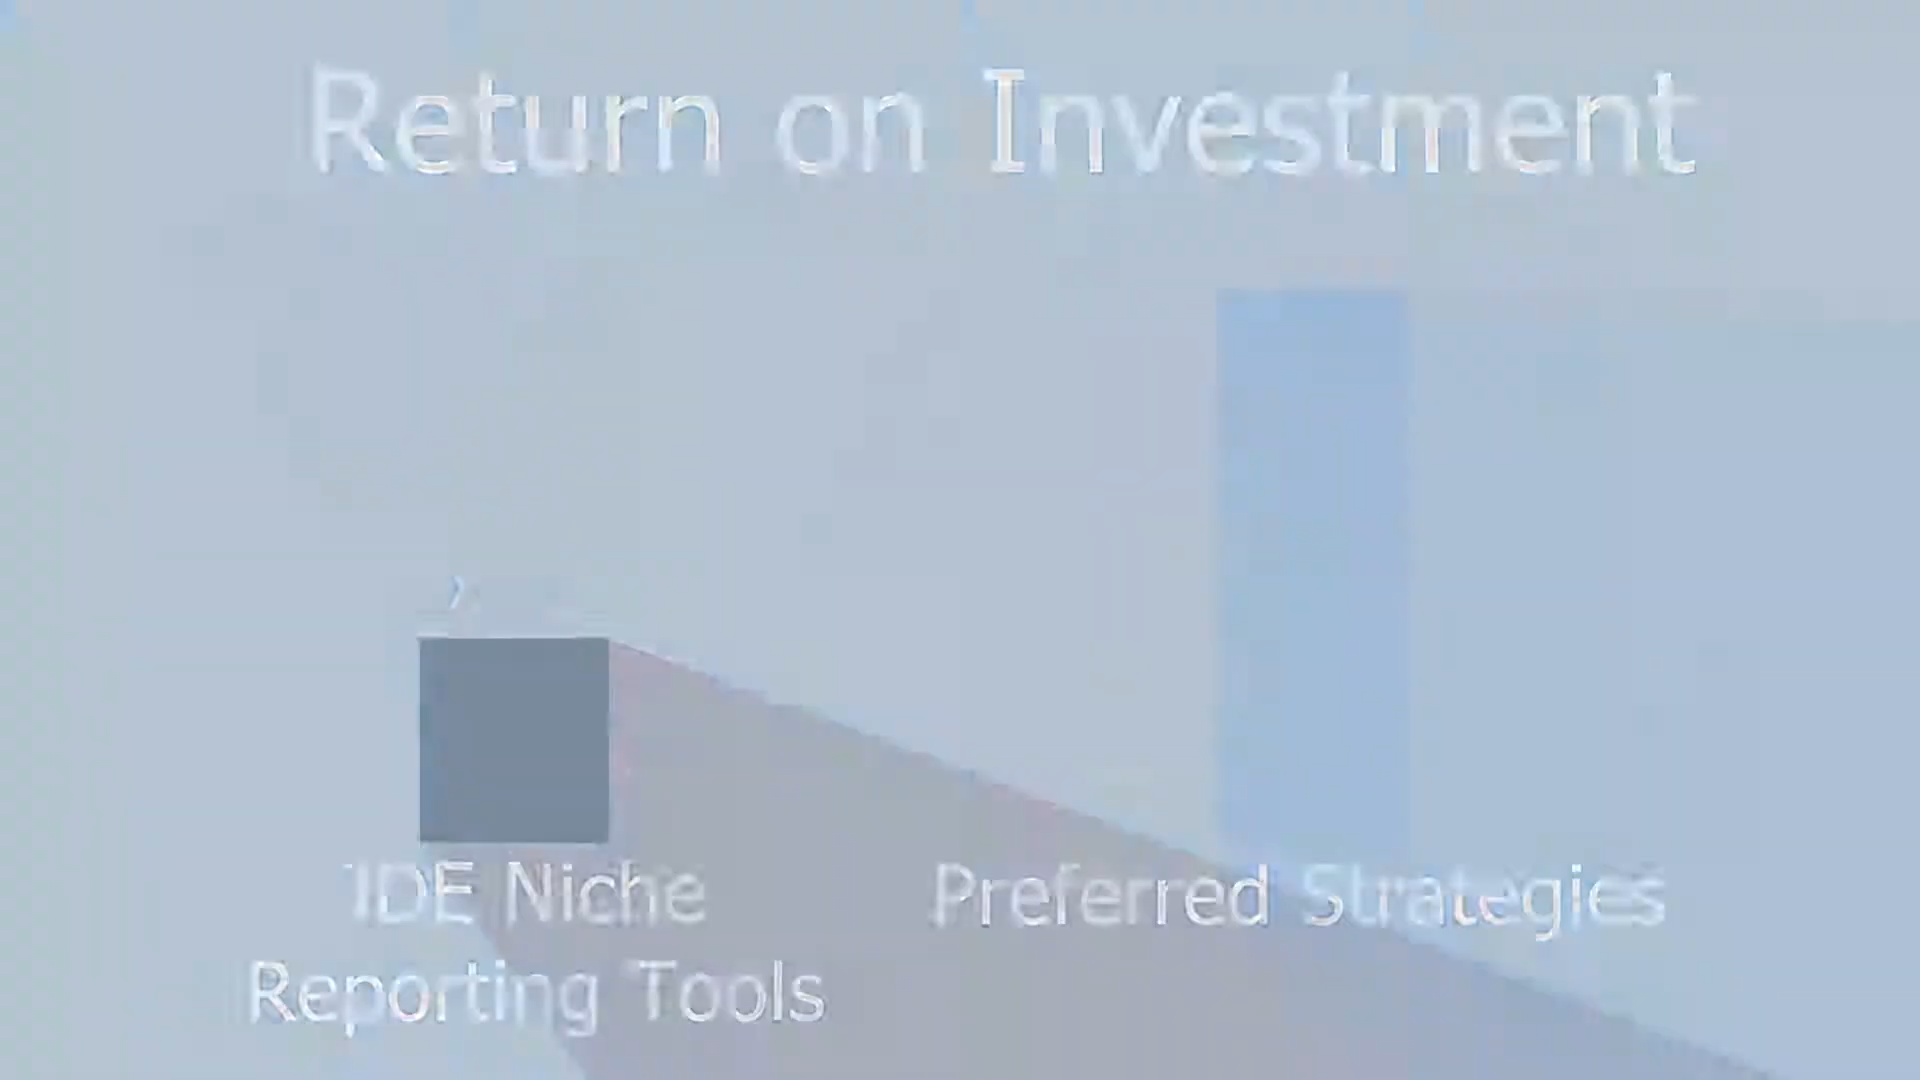 Return on Investment
IDE Niche
Reporting Tools
Preferred Strategies